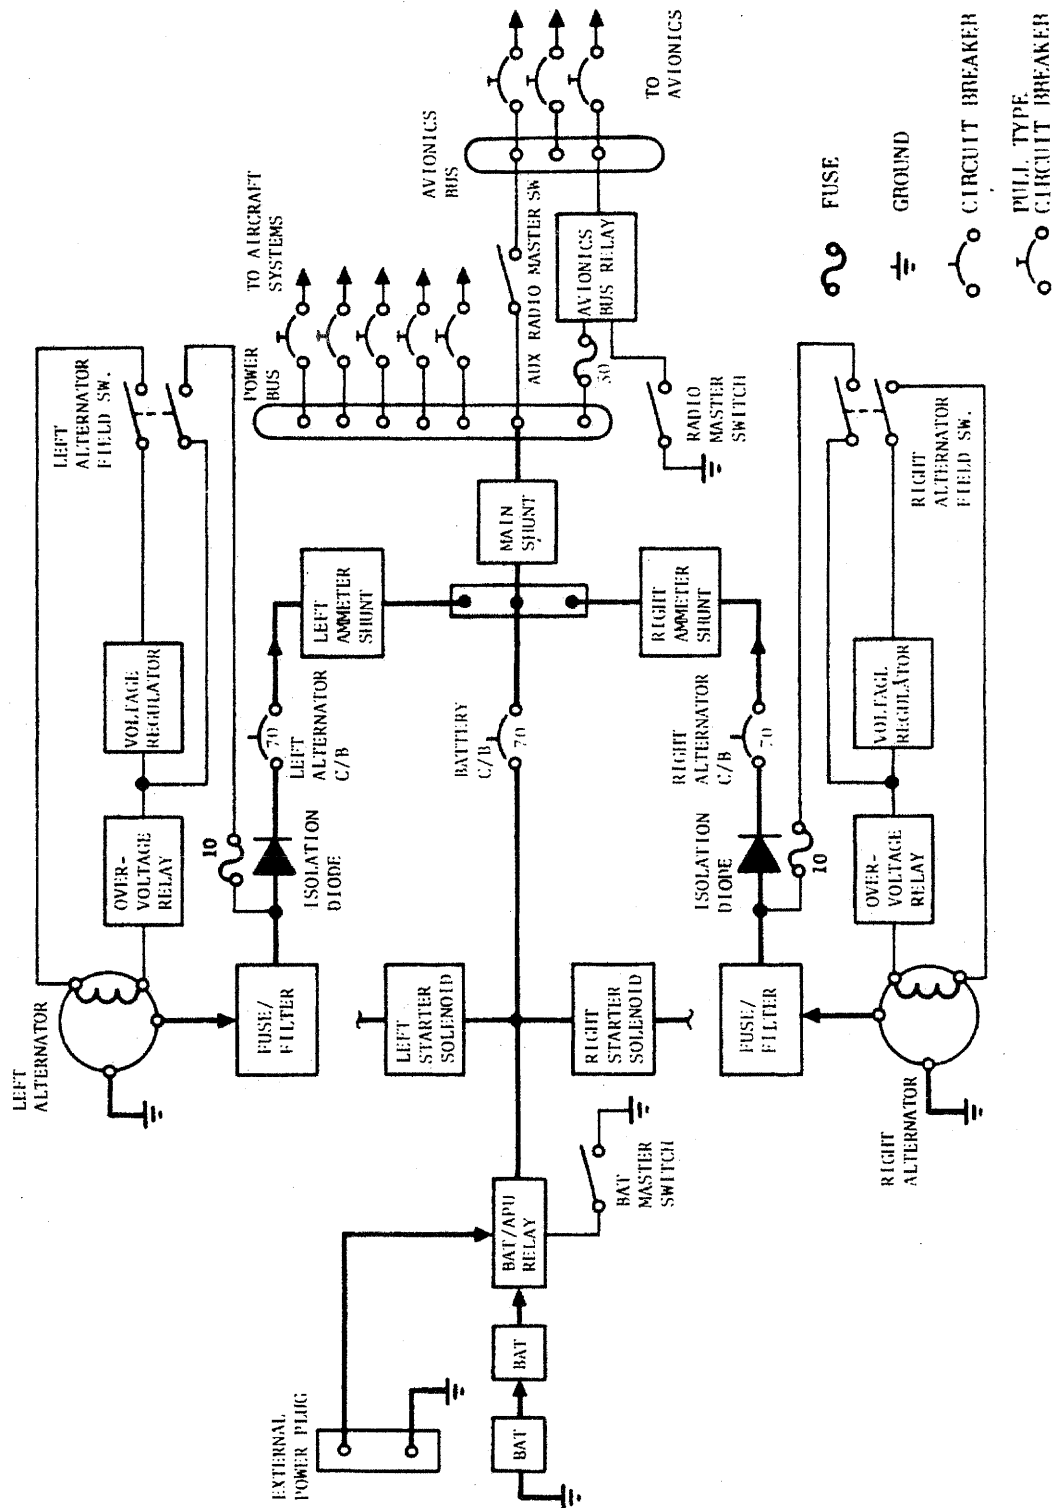 LEFT
ALTERNATOR
OVER-
VOLTAGE
RELAY
VOLTAGE
REGULATOR
LEFT
ALTERNATOR
FIELD SW.
FUSE/
FILTER
10
ISOLATION
DIODE
70
LEFT
ALTERNATOR
C/B
LEFT
AMMETER
SHUNT
POWER
BUS
TO AIRCRAFT
SYSTEMS
EXTERNAL
POWER PLUG
BAT
BAT
BAT/APU
RELAY
BAT
MASTER
SWITCH
LEFT
STARTER
SOLENOID
RIGHT
STARTER
SOLENOID
BATTERY
C/B
70
MAIN
SHUNT
AUX RADIO MASTER SW
AVIONICS
BUS
TO
AVIONICS
AVIONICS
BUS RELAY
RADIO
MASTER
SWITCH
RIGHT
AMMETER
SHUNT
RIGHT
ALTERNATOR
C/B
70
ISOLATION
DIODE
10
FUSE/
FILTER
RIGHT
ALTERNATOR
OVER-
VOLTAGE
RELAY
VOLTAGE
REGULATOR
RIGHT
ALTERNATOR
FIELD SW.
FUSE
GROUND
CIRCUIT BREAKER
PULL TYPE
CIRCUIT BREAKER